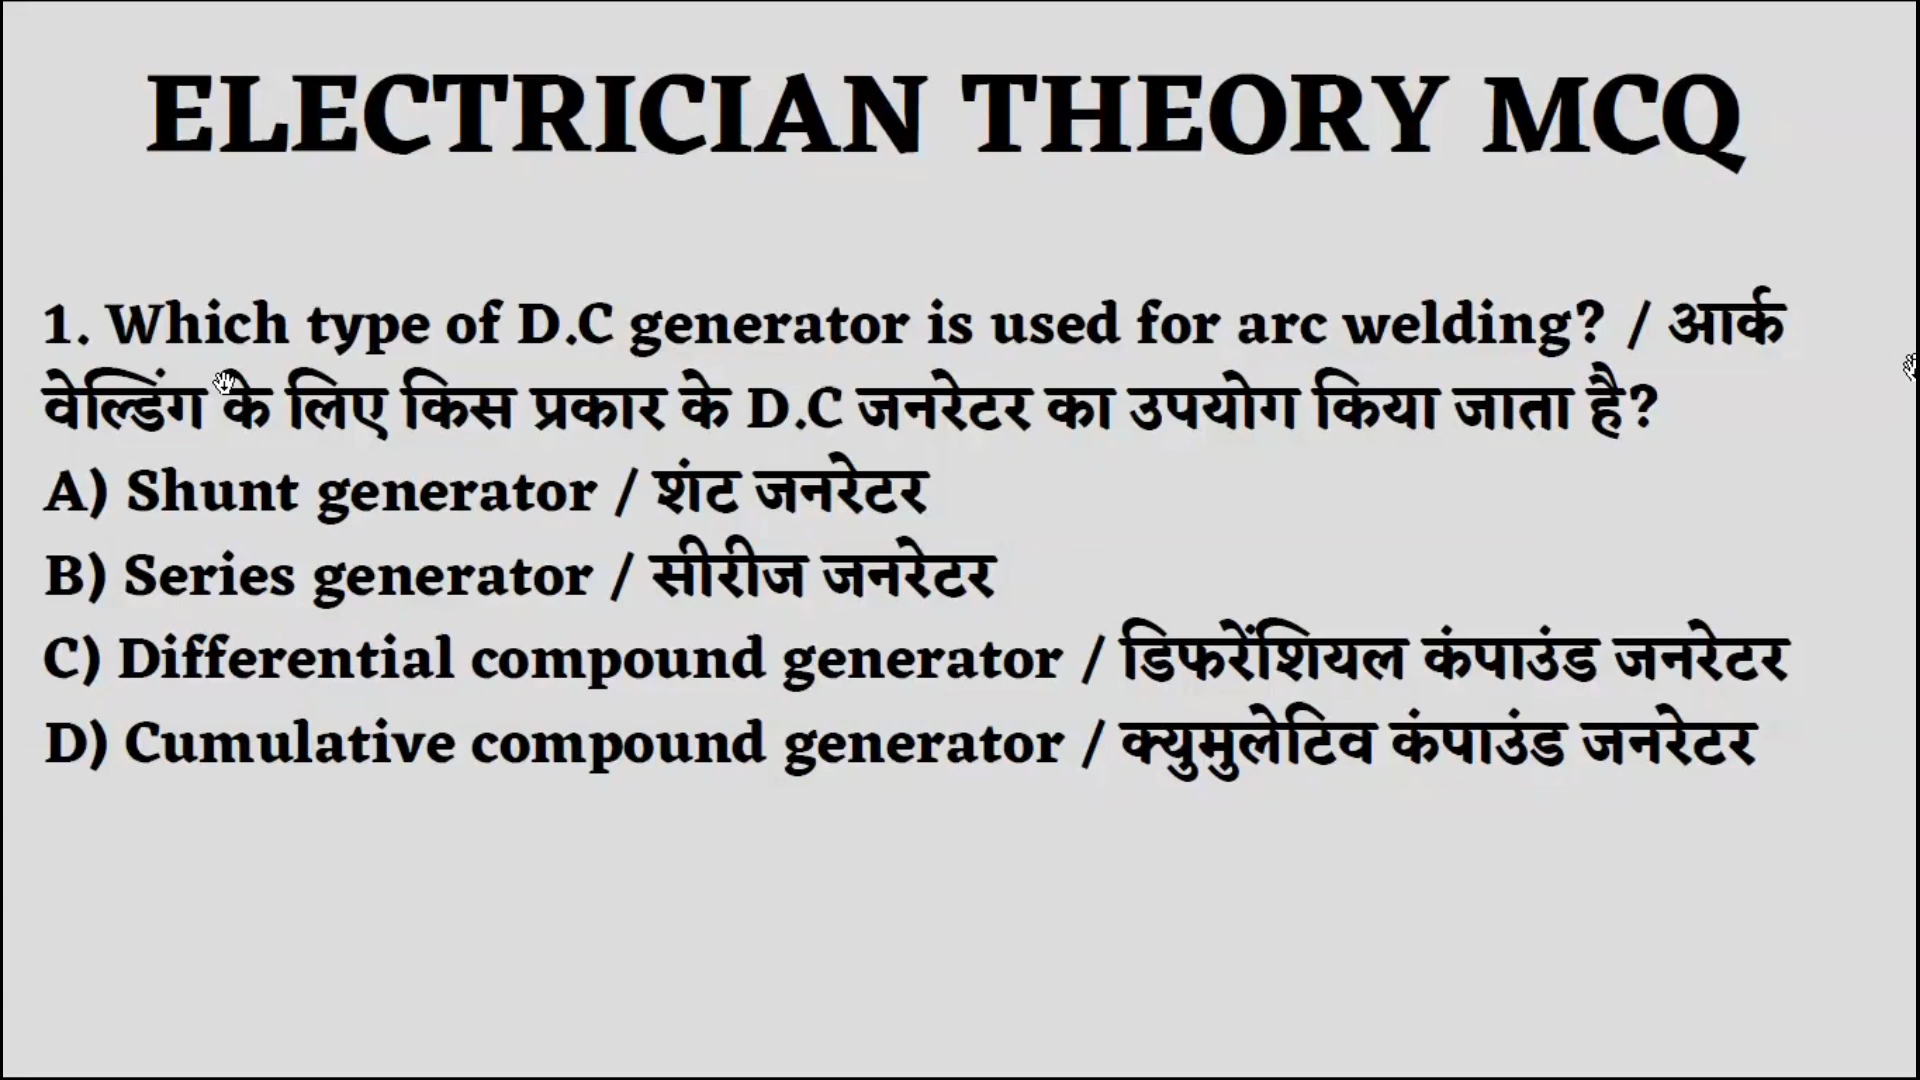 ELECTRICIAN THEORY MCQ
1. Which type of D.C generator is used for arc welding? / आर्क
वेल्डिंग के लिए किस प्रकार के D.C जनरेटर का उपयोग किया जाता है?
A) Shunt generator / शंट जनरेटर
B) Series generator / सीरीज जनरेटर
C) Differential compound generator / डिफरेंशियल कंपाउंड जनरेटर
D) Cumulative compound generator / क्युमुलेटिव कंपाउंड जनरेटर